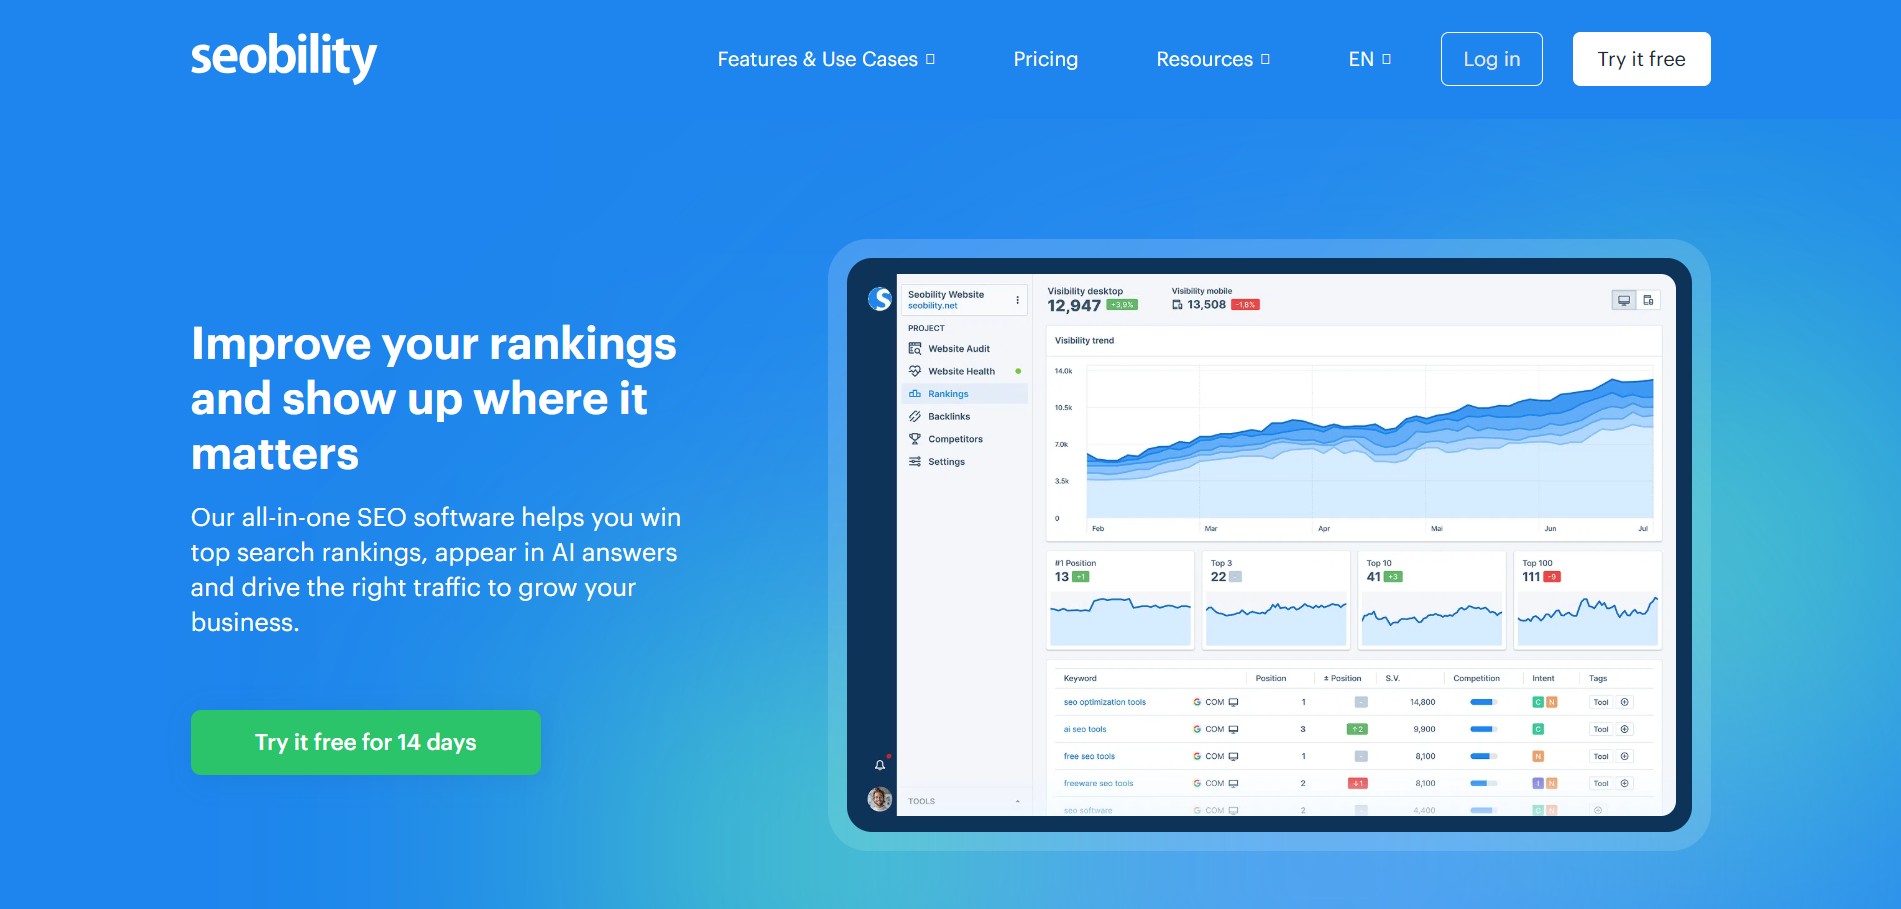 seobility
Features & Use Cases
Pricing
Resources
EN
Log in
Try it free
Improve your rankings
and show up where it
matters
Our all-in-one SEO software helps you win
top search rankings, appear in AI answers
and drive the right traffic to grow your
business.
Try it free for 14 days
Seobility Website
seobility.net
PROJECT
Website Audit
Website Health
Rankings
Backlinks
Competitors
Settings
TOOLS
Visibility desktop
12,947 +3,9%
Visibility mobile
13,508 -1,8%
Visibility trend
14.0k
10.5k
7.0k
3.5k
0
Feb Mar Apr Mai Jun Jul
#1 Position
13 +1
Top 3
22 -
Top 10
41 +3
Top 100
111 -9
Keyword Position ± Position S.V. Competition Intent Tags
seo optimization tools COM 1 - 14,800 C N Tool
ai seo tools COM 3 ↑2 9,900 C Tool
free seo tools COM 1 - 8,100 N Tool
freeware seo tools COM 2 ↓1 8,100 I N Tool
seo software COM 2 - 4,400 C N